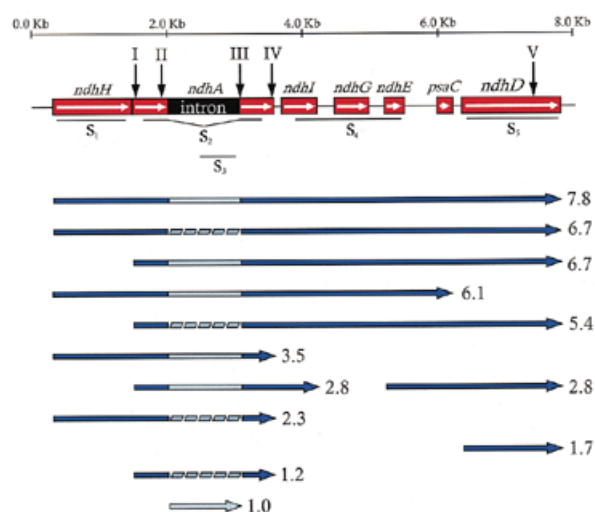 0.0 Kb 2.0 Kb 4.0 Kb 6.0 Kb 8.0 Kb
I II III IV V
ndhH ndhA ndhI ndhG ndhE psaC ndhD
intron
S1 S2 S4 S5
S3
7.8
6.7
6.7
6.1
5.4
3.5
2.8 2.8
2.3
1.7
1.2
1.0